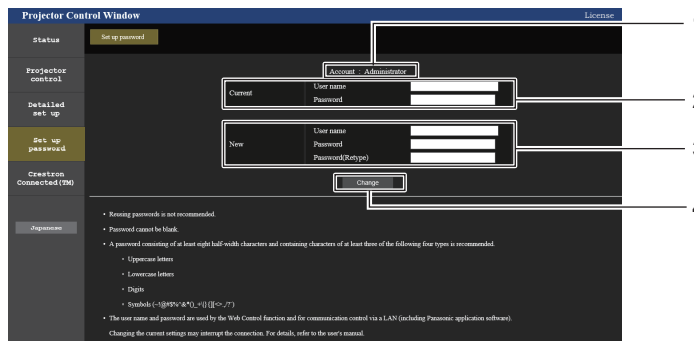 Projector Control Window
License
Status
Set up password
Projector
control
Detailed
set up
Set up
password
Crestron
Connected(TM)
Japanese
Account : Administrator
Current
User name
Password
New
User name
Password
Password(Retype)
Change
• Reusing passwords is not recommended.
• Password cannot be blank.
• A password consisting of at least eight half-width characters and containing characters of at least three of the following four types is recommended.
• Uppercase letters
• Lowercase letters
• Digits
• Symbols
• The user name and password are used by the Web Control function and for communication control via a LAN (including Panasonic application software).
Changing the current settings may interrupt the connection. For details, refer to the user's manual.